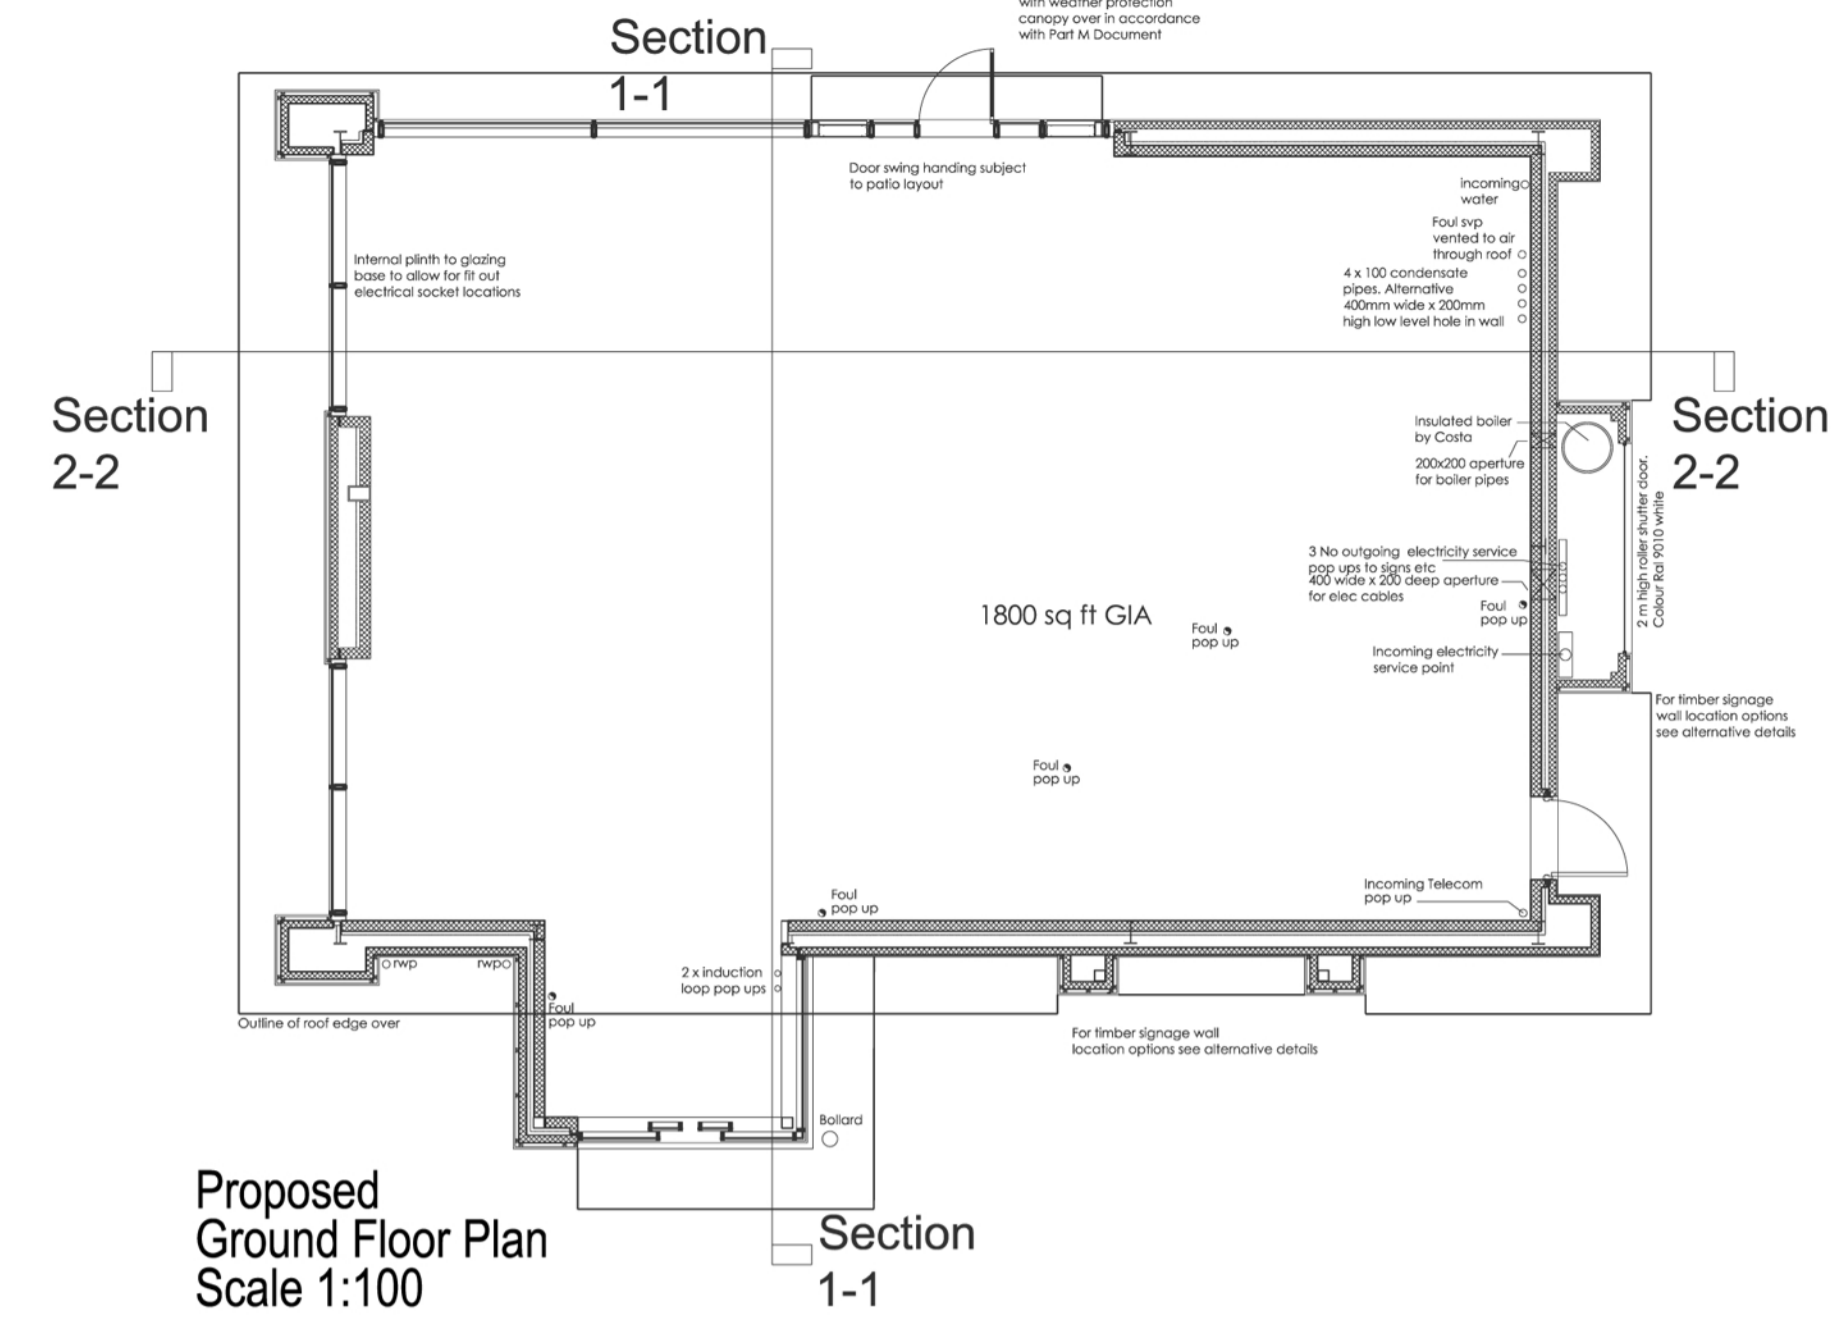 with weather protection
canopy over in accordance
with Part M Document
Section
1-1
Door swing handing subject
to patio layout
incoming
water
Foul svp
vented to air
through roof
4 x 100 condensate
pipes. Alternative
400mm wide x 200mm
high low level hole in wall
Internal plinth to glazing
base to allow for fit out
electrical socket locations
Section
2-2
Section
2-2
Insulated boiler
by Costa
200x200 aperture
for boiler pipes
2 m high roller shutter door.
Colour Ral 9010 white
3 No outgoing electricity service
pop ups to signs etc
400 wide x 200 deep aperture
for elec cables
Foul
pop up
1800 sq ft GIA
Foul
pop up
Incoming electricity
service point
For timber signage
wall location options
see alternative details
Foul
pop up
Foul
pop up
Incoming Telecom
pop up
rwp
rwp
2 x induction
loop pop ups
Foul
pop up
Outline of roof edge over
For timber signage wall
location options see alternative details
Bollard
Proposed
Ground Floor Plan
Scale 1:100
Section
1-1